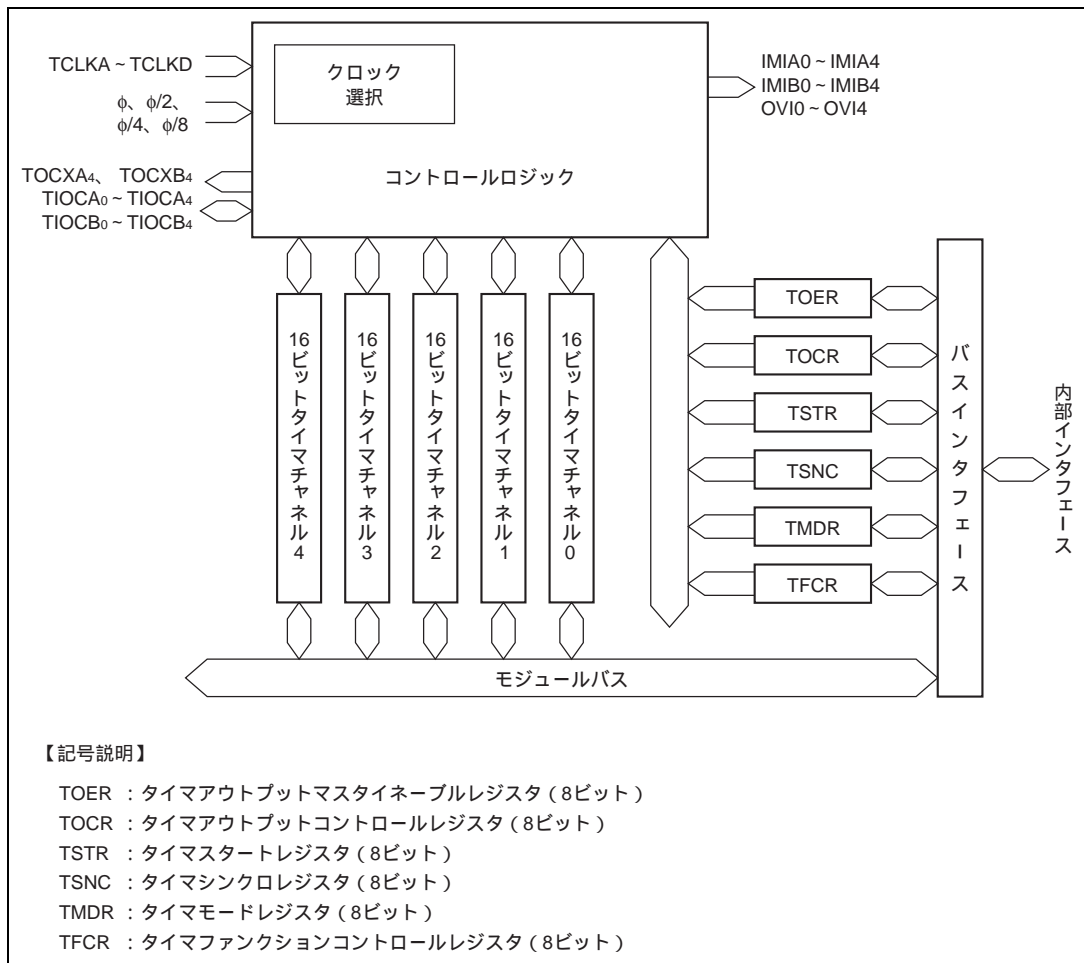 TCLKA ~ TCLKD
φ、φ/2、
φ/4、φ/8
TOCXA4、 TOCXB4
TIOCA0 ~ TIOCA4
TIOCB0 ~ TIOCB4
クロック
選択
コントロールロジック
IMIA0 ~ IMIA4
IMIB0 ~ IMIB4
OVI0 ~ OVI4
16ビットタイマチャネル4
16ビットタイマチャネル3
16ビットタイマチャネル2
16ビットタイマチャネル1
16ビットタイマチャネル0
TOER
TOCR
TSTR
TSNC
TMDR
TFCR
バスインタフェース
内部インタフェース
モジュールバス
【記号説明】
TOER :タイマアウトプットマスタイネーブルレジスタ(8ビット)
TOCR :タイマアウトプットコントロールレジスタ(8ビット)
TSTR :タイマスタートレジスタ(8ビット)
TSNC :タイマシンクロレジスタ(8ビット)
TMDR :タイマモードレジスタ(8ビット)
TFCR :タイマファンクションコントロールレジスタ(8ビット)